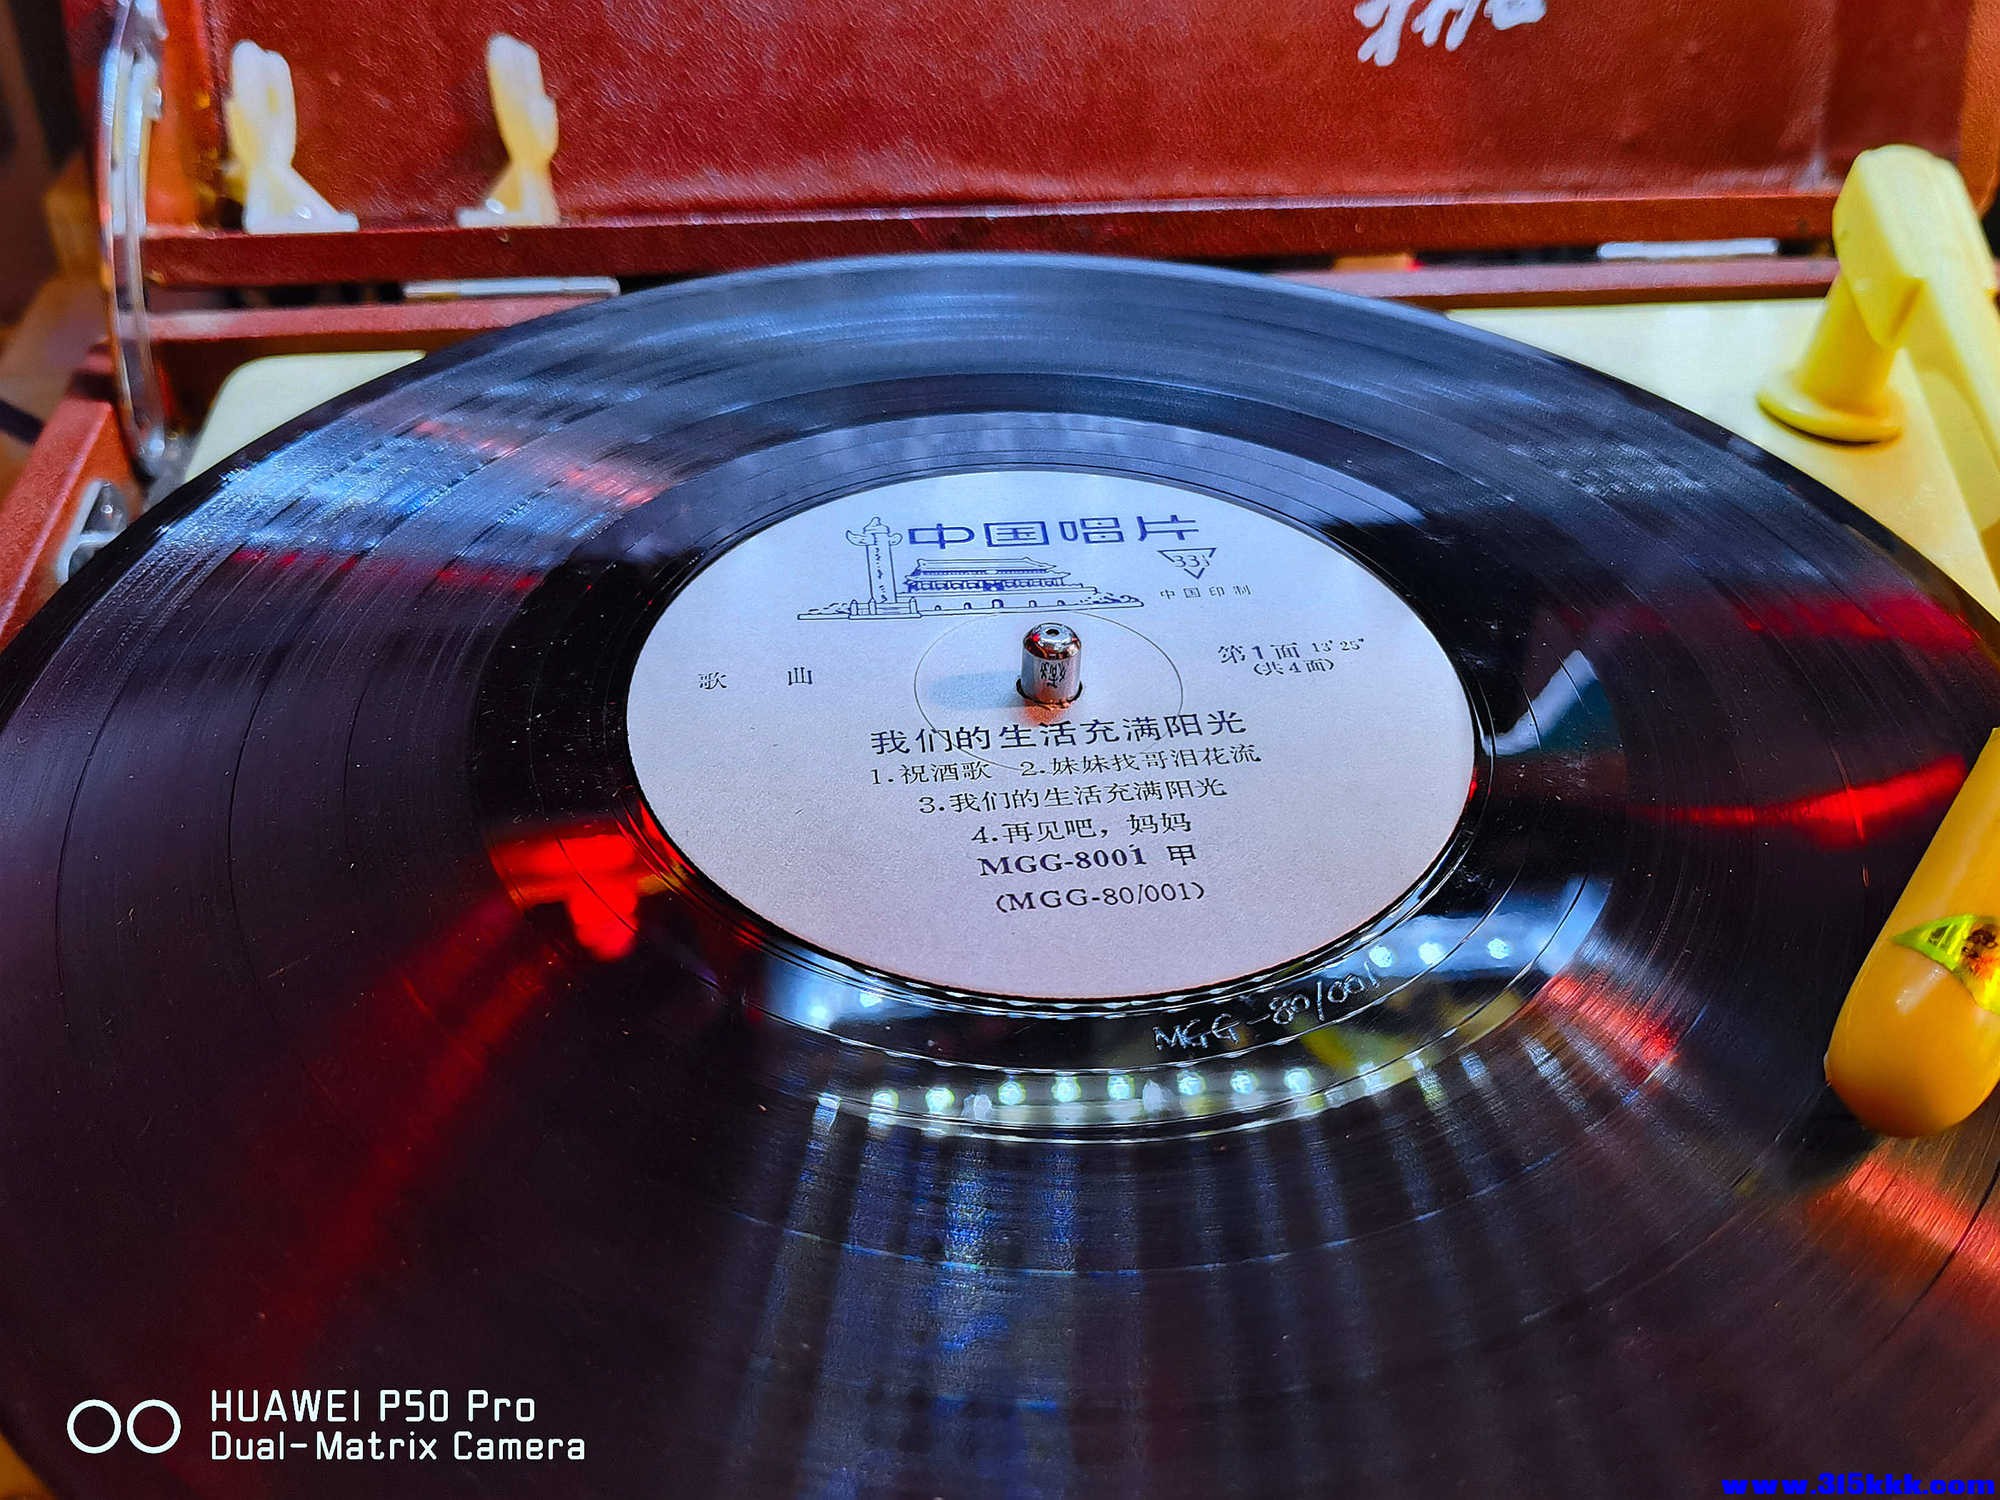 中国唱片
33⅓
中国印制
歌 曲
第1面 13′25″
(共4面)
我们的生活充满阳光
1.祝酒歌 2.妹妹找哥泪花流
3.我们的生活充满阳光
4.再见吧，妈妈
MGG-8001 甲
(MGG-80/001)
MGG-80/001
HUAWEI P50 Pro
Dual-Matrix Camera
www.315kkk.com